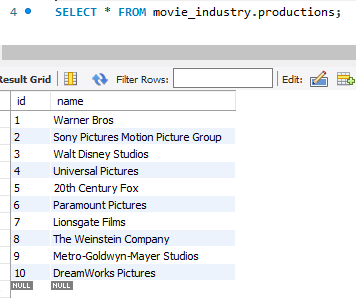 4 SELECT * FROM movie_industry.productions;
Result Grid Filter Rows: Edit:
id name
1 Warner Bros
2 Sony Pictures Motion Picture Group
3 Walt Disney Studios
4 Universal Pictures
5 20th Century Fox
6 Paramount Pictures
7 Lionsgate Films
8 The Weinstein Company
9 Metro-Goldwyn-Mayer Studios
10 DreamWorks Pictures
NULL NULL